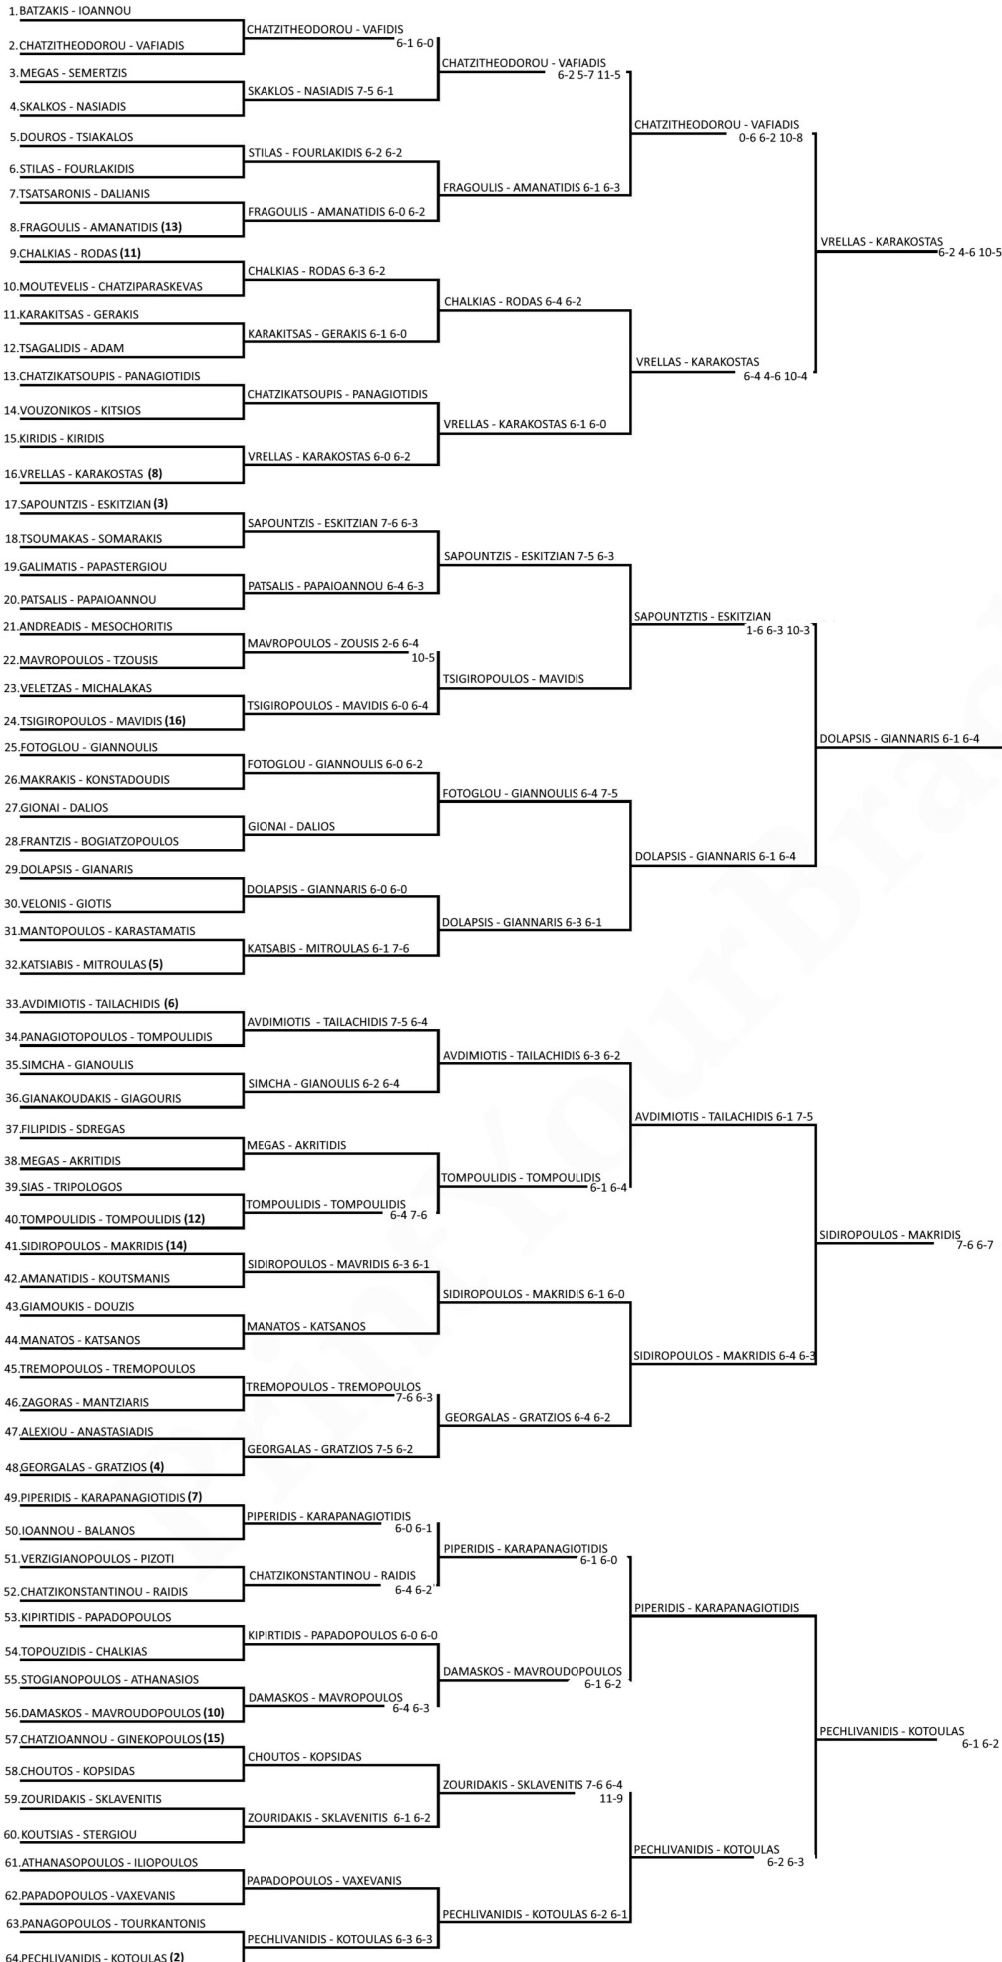 1.BATZAKIS - IOANNOU
2.CHATZITHEODOROU - VAFIADIS
3.MEGAS - SEMERTZIS
4.SKALKOS - NASIADIS
5.DOUROS - TSIAKALOS
6.STILAS - FOURLAKIDIS
7.TSATSARONIS - DALIANIS
8.FRAGOULIS - AMANATIDIS (13)
9.CHALKIAS - RODAS (11)
10.MOUTEVELIS - CHATZIPARASKEVAS
11.KARAKITSAS - GERAKIS
12.TSAGALIDIS - ADAM
13.CHATZIKATSOUPIS - PANAGIOTIDIS
14.VOUZONIKOS - KITSIOS
15.KIRIDIS - KIRIDIS
16.VRELLAS - KARAKOSTAS (8)
17.SAPOUNTZIS - ESKITZIAN (3)
18.TSOUMAKAS - SOMARAKIS
19.GALIMATIS - PAPASTERGIOU
20.PATSALIS - PAPAIOANNOU
21.ANDREADIS - MESOCHORITIS
22.MAVROPOULOS - TZOUSIS
23.VELETZAS - MICHALAKAS
24.TSIGIROPOULOS - MAVIDIS (16)
25.FOTOGLOU - GIANNOULIS
26.MAKRAKIS - KONSTADOUDIS
27.GIONAI - DALIOS
28.FRANTZIS - BOGIATZOPOULOS
29.DOLAPSIS - GIANARIS
30.VELONIS - GIOTIS
31.MANTOPOULOS - KARASTAMATIS
32.KATSIABIS - MITROULAS (5)
33.AVDIMIOTIS - TAILACHIDIS (6)
34.PANAGIOTOPOULOS - TOMPOULIDIS
35.SIMCHA - GIANOULIS
36.GIANAKOUDAKIS - GIAGOURIS
37.FILIPIDIS - SDREGAS
38.MEGAS - AKRITIDIS
39.SIAS - TRIPOLOGOS
40.TOMPOULIDIS - TOMPOULIDIS (12)
41.SIDIROPOULOS - MAKRIDIS (14)
42.AMANATIDIS - KOUTSMANIS
43.GIAMOUKIS - DOUZIS
44.MANATOS - KATSANOS
45.TREMOPOULOS - TREMOPOULOS
46.ZAGORAS - MANTZIARIS
47.ALEXIOU - ANASTASIADIS
48.GEORGALAS - GRATZIOS (4)
49.PIPERIDIS - KARAPANAGIOTIDIS (7)
50.IOANNOU - BALANOS
51.VERZIGIANOPOULOS - PIZOTI
52.CHATZIKONSTANTINOU - RAIDIS
53.KIPIRTIDIS - PAPADOPOULOS
54.TOPOUZIDIS - CHALKIAS
55.STOGIANOPOULOS - ATHANASIOS
56.DAMASKOS - MAVROUDOPOULOS (10)
57.CHATZIOANNOU - GINEKOPOULOS (15)
58.CHOUTOS - KOPSIDAS
59.ZOURIDAKIS - SKLAVENITIS
60.KOUTSIAS - STERGIOU
61.ATHANASOPOULOS - ILIOPOULOS
62.PAPADOPOULOS - VAXEVANIS
63.PANAGOPOULOS - TOURKANTONIS
64.PECHLIVANIDIS - KOTOULAS (2)
CHATZITHEODOROU - VAFIDIS
6-1 6-0
SKAKLOS - NASIADIS 7-5 6-1
STILAS - FOURLAKIDIS 6-2 6-2
FRAGOULIS - AMANATIDIS 6-0 6-2
CHALKIAS - RODAS 6-3 6-2
KARAKITSAS - GERAKIS 6-1 6-0
CHATZIKATSOUPIS - PANAGIOTIDIS
VRELLAS - KARAKOSTAS 6-0 6-2
SAPOUNTZIS - ESKITZIAN 7-6 6-3
PATSALIS - PAPAIOANNOU 6-4 6-3
MAVROPOULOS - ZOUSIS 2-6 6-4
10-5
TSIGIROPOULOS - MAVIDIS 6-0 6-4
FOTOGLOU - GIANNOULIS 6-0 6-2
GIONAI - DALIOS
DOLAPSIS - GIANNARIS 6-0 6-0
KATSABIS - MITROULAS 6-1 7-6
AVDIMIOTIS - TAILACHIDIS 7-5 6-4
SIMCHA - GIANOULIS 6-2 6-4
MEGAS - AKRITIDIS
TOMPOULIDIS - TOMPOULIDIS
6-4 7-6
SIDIROPOULOS - MAVRIDIS 6-3 6-1
MANATOS - KATSANOS
TREMOPOULOS - TREMOPOULOS
7-6 6-3
GEORGALAS - GRATZIOS 7-5 6-2
PIPERIDIS - KARAPANAGIOTIDIS
6-0 6-1
CHATZIKONSTANTINOU - RAIDIS
6-4 6-2
KIPIRTIDIS - PAPADOPOULOS 6-0 6-0
DAMASKOS - MAVROPOULOS
6-4 6-3
CHOUTOS - KOPSIDAS
ZOURIDAKIS - SKLAVENITIS 6-1 6-2
PAPADOPOULOS - VAXEVANIS
PECHLIVANIDIS - KOTOULAS 6-3 6-3
CHATZITHEODOROU - VAFIADIS
6-2 5-7 11-5
FRAGOULIS - AMANATIDIS 6-1 6-3
CHALKIAS - RODAS 6-4 6-2
VRELLAS - KARAKOSTAS 6-1 6-0
SAPOUNTZIS - ESKITZIAN 7-5 6-3
TSIGIROPOULOS - MAVIDIS
FOTOGLOU - GIANNOULIS 6-4 7-5
DOLAPSIS - GIANNARIS 6-3 6-1
AVDIMIOTIS - TAILACHIDIS 6-3 6-2
TOMPOULIDIS - TOMPOULIDIS
6-1 6-4
SIDIROPOULOS - MAKRIDIS 6-1 6-0
GEORGALAS - GRATZIOS 6-4 6-2
PIPERIDIS - KARAPANAGIOTIDIS
6-1 6-0
DAMASKOS - MAVROUDOPOULOS
6-1 6-2
ZOURIDAKIS - SKLAVENITIS 7-6 6-4
11-9
PECHLIVANIDIS - KOTOULAS 6-2 6-1
CHATZITHEODOROU - VAFIADIS
0-6 6-2 10-8
VRELLAS - KARAKOSTAS
6-4 4-6 10-4
SAPOUNTZTIS - ESKITZIAN
1-6 6-3 10-3
DOLAPSIS - GIANNARIS 6-1 6-4
AVDIMIOTIS - TAILACHIDIS 6-1 7-5
SIDIROPOULOS - MAKRIDIS 6-4 6-3
PIPERIDIS - KARAPANAGIOTIDIS
PECHLIVANIDIS - KOTOULAS
6-2 6-3
VRELLAS - KARAKOSTAS
6-2 4-6 10-5
DOLAPSIS - GIANNARIS 6-1 6-4
SIDIROPOULOS - MAKRIDIS
7-6 6-7
PECHLIVANIDIS - KOTOULAS
6-1 6-2